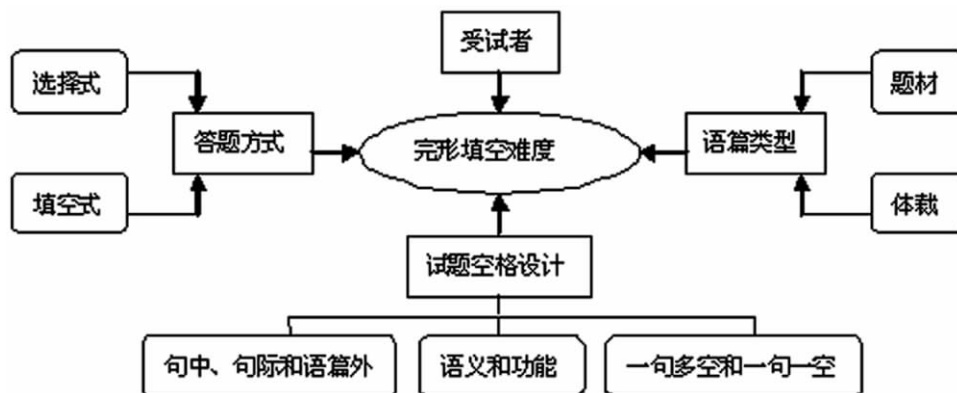 受试者
选择式
题材
答题方式
完形填空难度
语篇类型
填空式
体裁
试题空格设计
句中、句际和语篇外
语义和功能
一句多空和一句一空